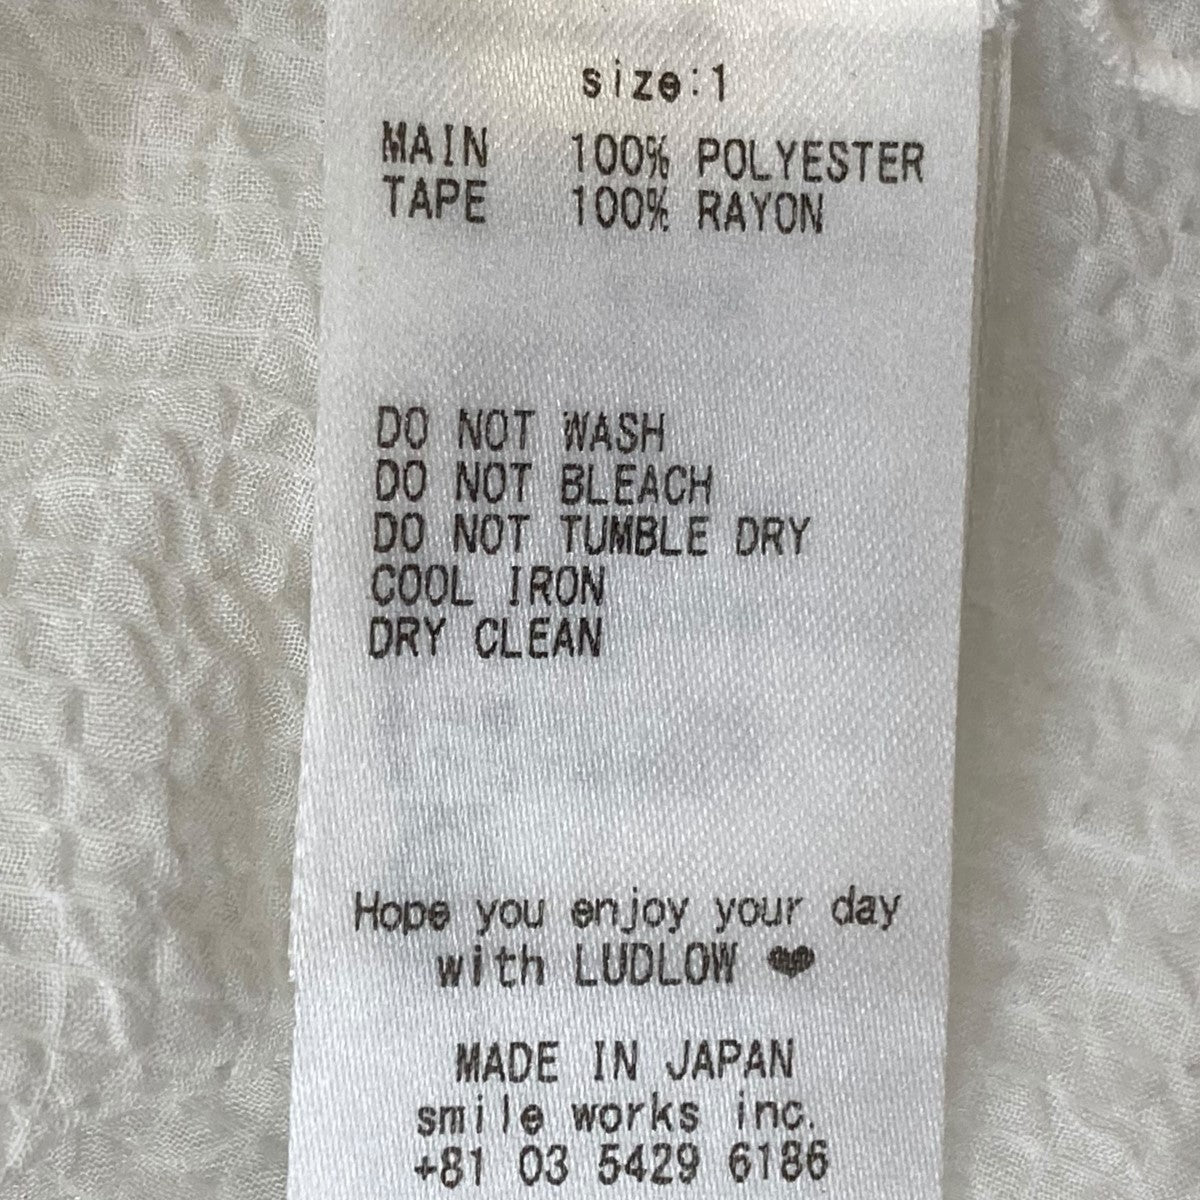 size:1
MAIN 100% POLYESTER
TAPE 100% RAYON
DO NOT WASH
DO NOT BLEACH
DO NOT TUMBLE DRY
COOL IRON
DRY CLEAN
Hope you enjoy your day
with LUDLOW ♥
MADE IN JAPAN
smile works inc.
+81 03 5429 6186